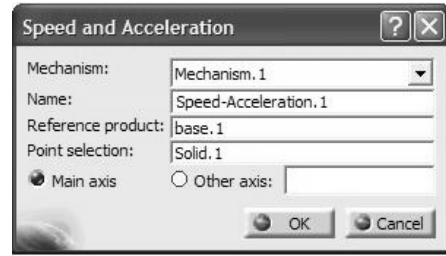 Speed and Acceleration
Mechanism: Mechanism.1
Name: Speed-Acceleration.1
Reference product: base.1
Point selection: Solid.1
Main axis Other axis:
OK Cancel